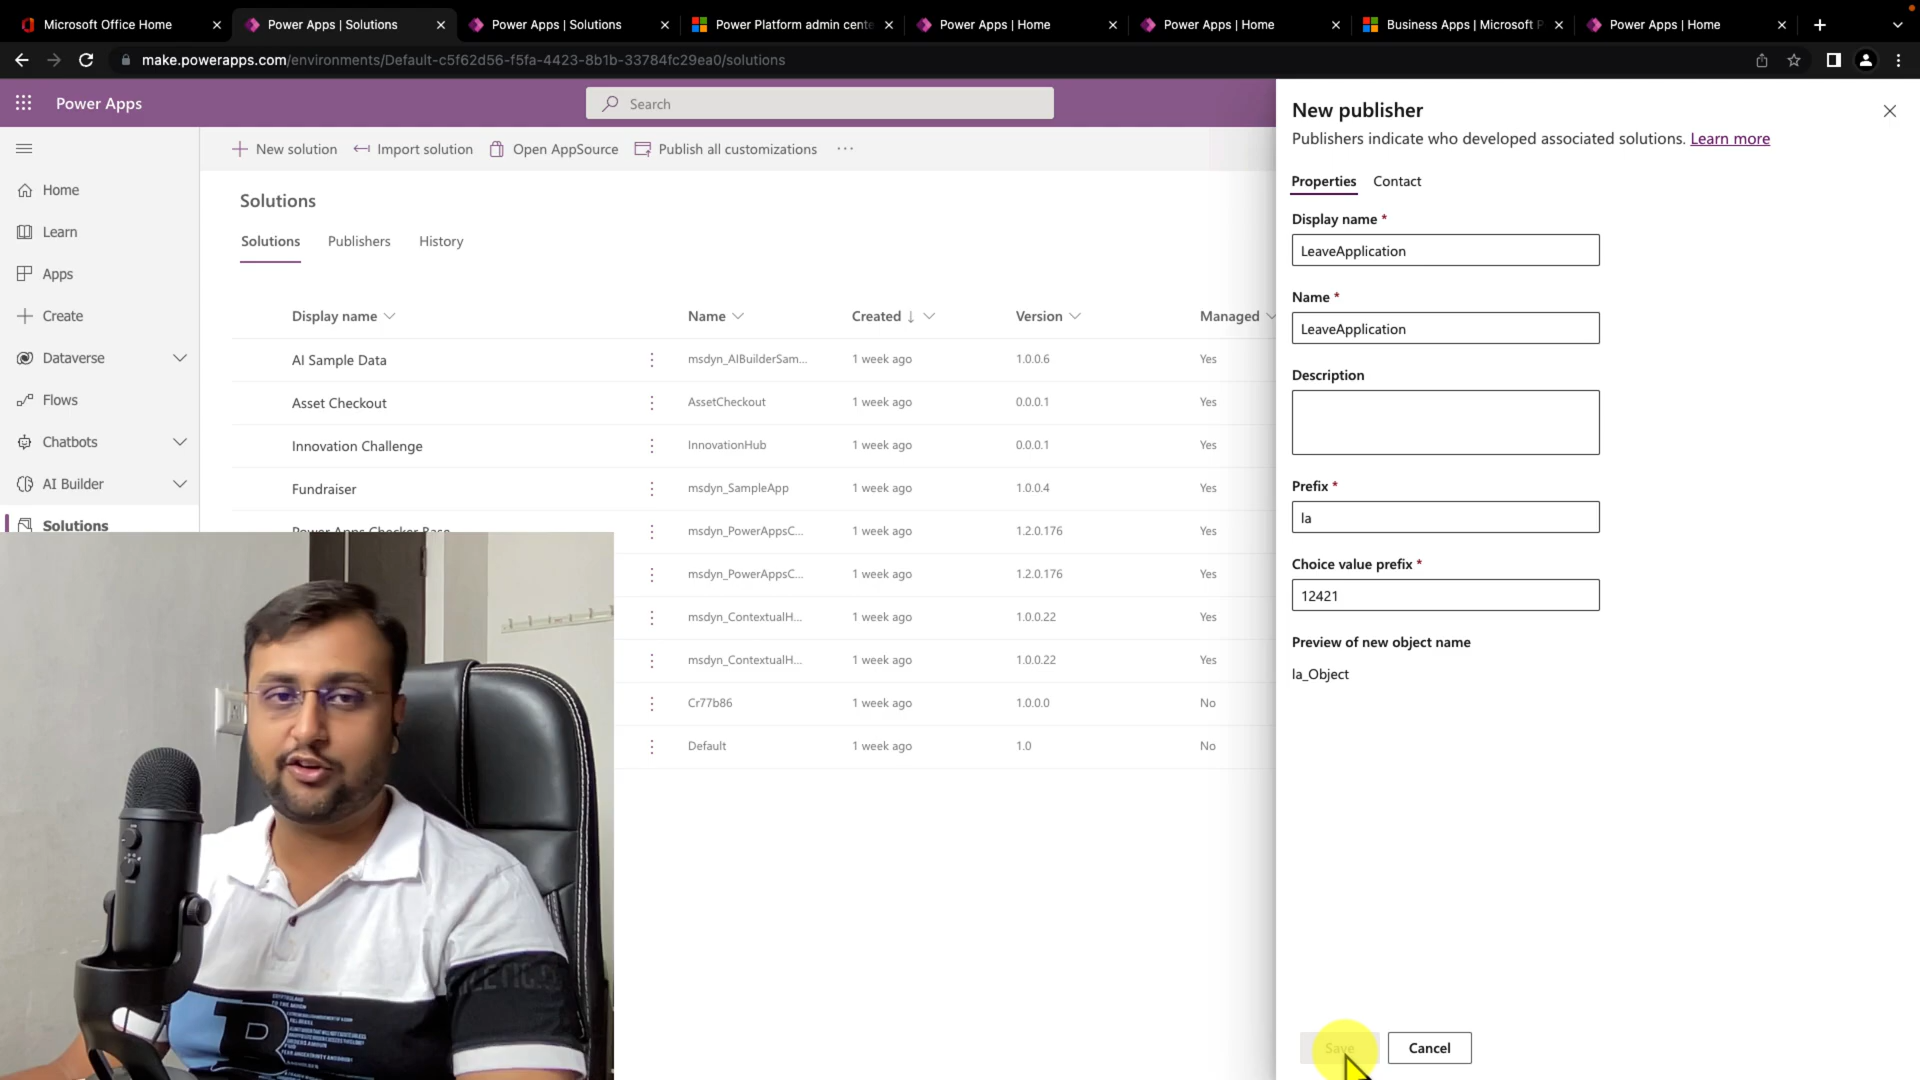 Microsoft Office Home
Power Apps | Solutions
Power Apps | Solutions
Power Platform admin cente
Power Apps | Home
Power Apps | Home
Business Apps | Microsoft P
Power Apps | Home
make.powerapps.com/environments/Default-c5f62d56-f5fa-4423-8b1b-33784fc29ea0/solutions
Power Apps
Search
New solution
Import solution
Open AppSource
Publish all customizations
Home
Learn
Apps
Create
Dataverse
Flows
Chatbots
AI Builder
Solutions
Solutions
Solutions Publishers History
Display name Name Created ↓ Version Managed
AI Sample Data msdyn_AIBuilderSam... 1 week ago 1.0.0.6 Yes
Asset Checkout AssetCheckout 1 week ago 0.0.0.1 Yes
Innovation Challenge InnovationHub 1 week ago 0.0.0.1 Yes
Fundraiser msdyn_SampleApp 1 week ago 1.0.0.4 Yes
Power Apps Checker Base msdyn_PowerAppsC... 1 week ago 1.2.0.176 Yes
msdyn_PowerAppsC... 1 week ago 1.2.0.176 Yes
msdyn_ContextualH... 1 week ago 1.0.0.22 Yes
msdyn_ContextualH... 1 week ago 1.0.0.22 Yes
Cr77b86 1 week ago 1.0.0.0 No
Default 1 week ago 1.0 No
New publisher
Publishers indicate who developed associated solutions. Learn more
Properties Contact
Display name *
LeaveApplication
Name *
LeaveApplication
Description
Prefix *
la
Choice value prefix *
12421
Preview of new object name
la_Object
Save
Cancel